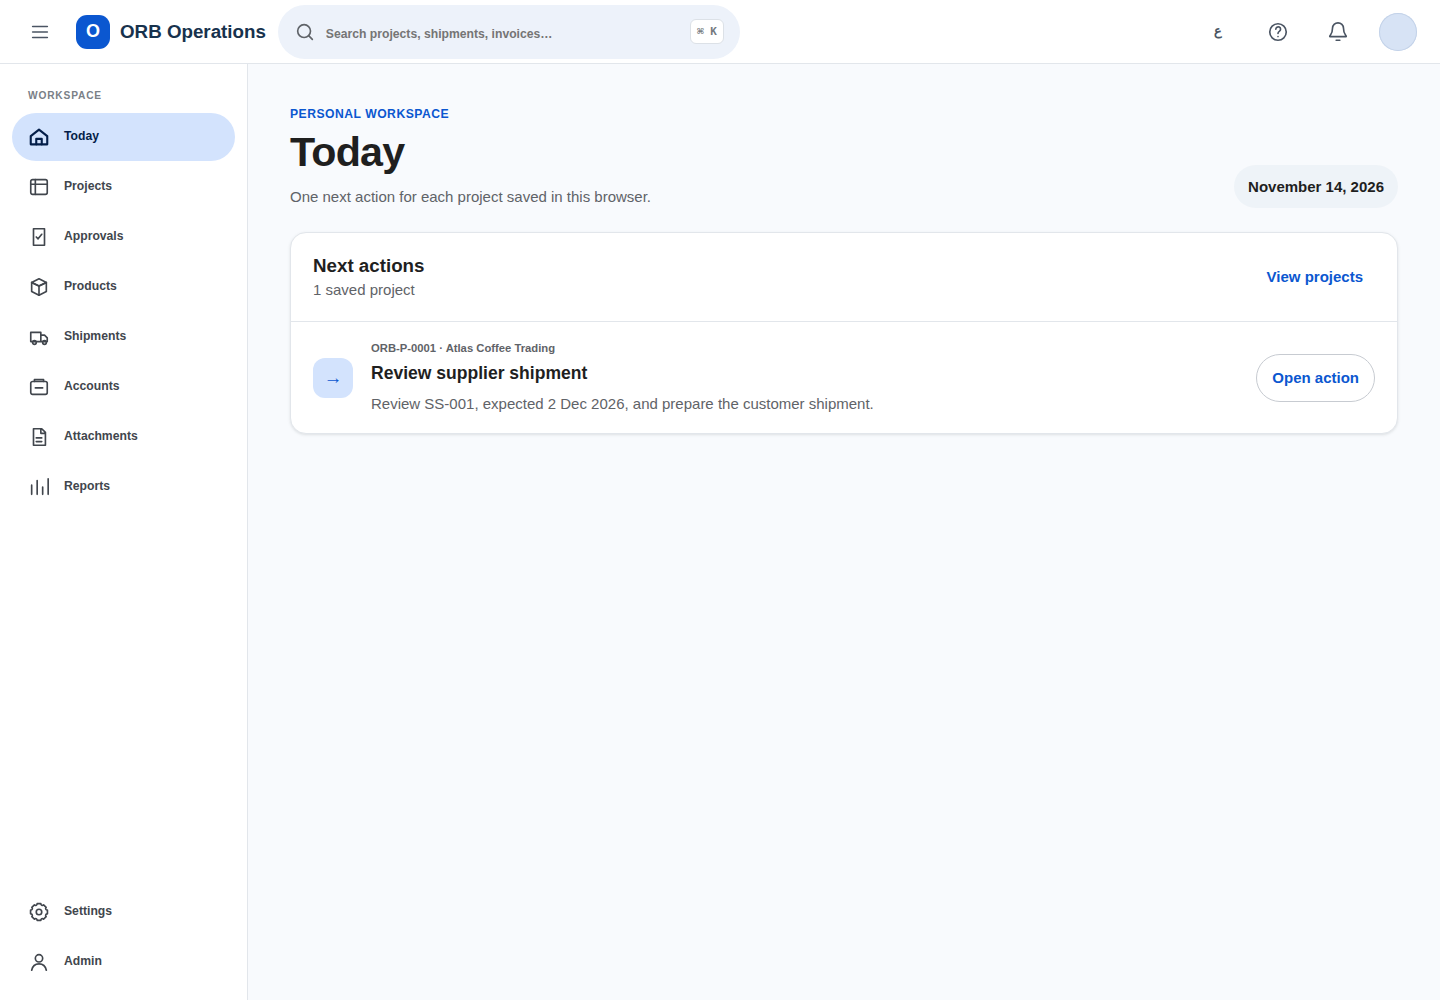 O ORB Operations
Search projects, shipments, invoices…
⌘ K
ع
WORKSPACE
Today
Projects
Approvals
Products
Shipments
Accounts
Attachments
Reports
Settings
Admin
PERSONAL WORKSPACE
Today
One next action for each project saved in this browser.
November 14, 2026
Next actions
1 saved project
View projects
ORB-P-0001 · Atlas Coffee Trading
→
Review supplier shipment
Review SS-001, expected 2 Dec 2026, and prepare the customer shipment.
Open action